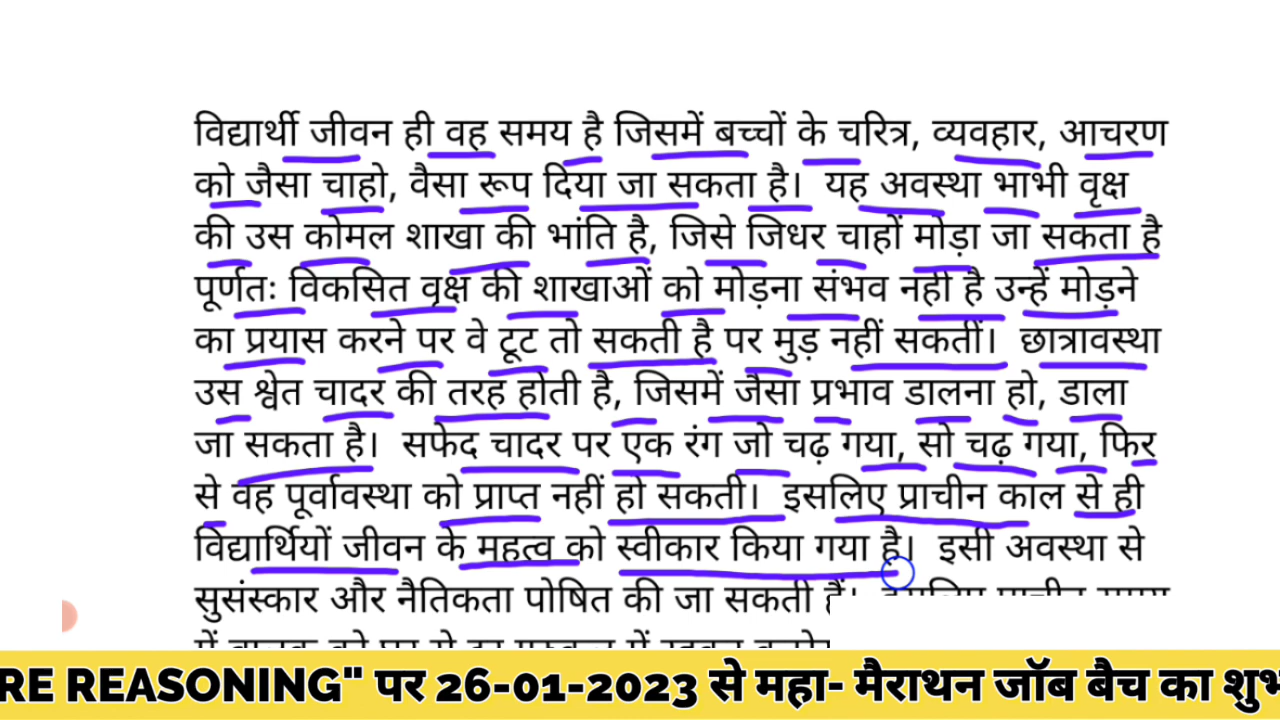 विद्यार्थी जीवन ही वह समय है जिसमें बच्चों के चरित्र, व्यवहार, आचरण
को जैसा चाहो, वैसा रूप दिया जा सकता है। यह अवस्था भाभी वृक्ष
की उस कोमल शाखा की भांति है, जिसे जिधर चाहों मोड़ा जा सकता है
पूर्णतः विकसित वृक्ष की शाखाओं को मोड़ना संभव नहीं है उन्हें मोड़ने
का प्रयास करने पर वे टूट तो सकती है पर मुड़ नहीं सकतीं। छात्रावस्था
उस श्वेत चादर की तरह होती है, जिसमें जैसा प्रभाव डालना हो, डाला
जा सकता है। सफेद चादर पर एक रंग जो चढ़ गया, सो चढ़ गया, फिर
से वह पूर्वावस्था को प्राप्त नहीं हो सकती। इसलिए प्राचीन काल से ही
विद्यार्थियों जीवन के महत्व को स्वीकार किया गया है। इसी अवस्था से
सुसंस्कार और नैतिकता पोषित की जा सकती
RE REASONING" पर 26-01-2023 से महा- मैराथन जॉब बैच का शुभ